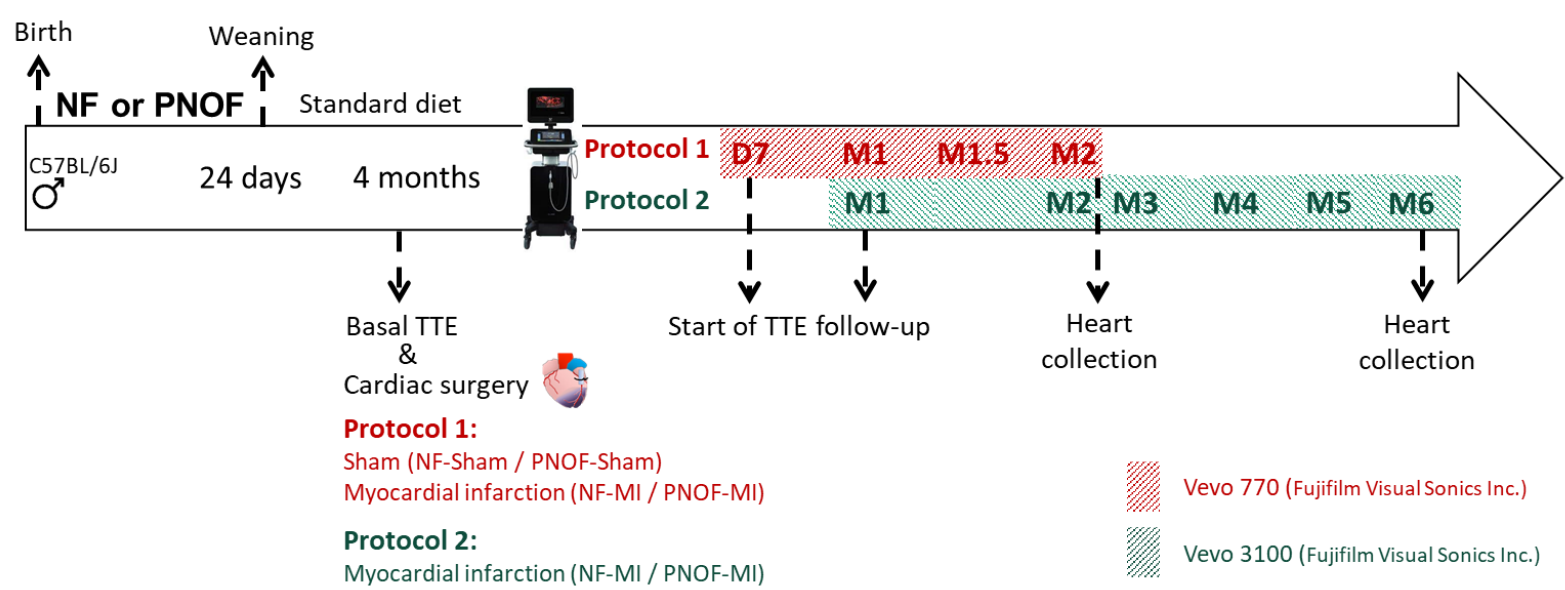 Birth
Weaning
NF or PNOF
Standard diet
C57BL/6J
24 days
4 months
Protocol 1
D7
M1
M1.5
M2
Protocol 2
M1
M2
M3
M4
M5
M6
Basal TTE
&
Cardiac surgery
Start of TTE follow-up
Heart
collection
Heart
collection
Protocol 1:
Sham (NF-Sham / PNOF-Sham)
Myocardial infarction (NF-MI / PNOF-MI)
Protocol 2:
Myocardial infarction (NF-MI / PNOF-MI)
Vevo 770 (Fujifilm Visual Sonics Inc.)
Vevo 3100 (Fujifilm Visual Sonics Inc.)